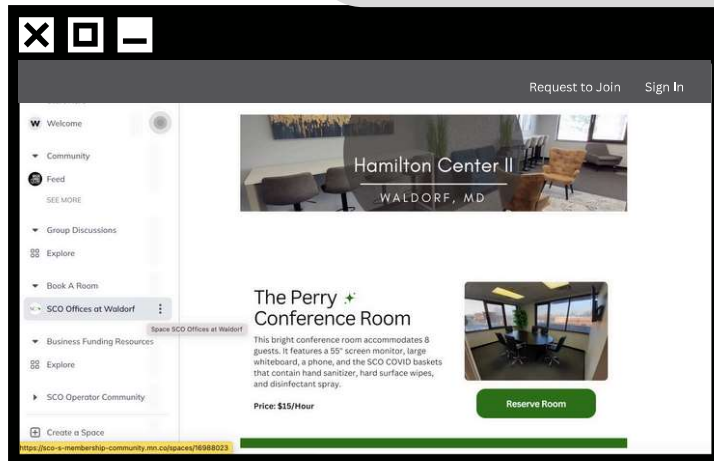 Request to Join
Sign In
W Welcome
Community
Feed
SEE MORE
Group Discussions
Explore
Book A Room
SCO Offices at Waldorf
Space SCO Offices at Waldorf
Business Funding Resources
Explore
SCO Operator Community
Create a Space
https://sco-s-membership-community.mn.co/spaces/16988023
Hamilton Center II
WALDORF, MD
The Perry
Conference Room
This bright conference room accommodates 8
guests. It features a 55" screen monitor, large
whiteboard, a phone, and the SCO COVID baskets
that contain hand sanitizer, hard surface wipes,
and disinfectant spray.
Price: $15/Hour
Reserve Room